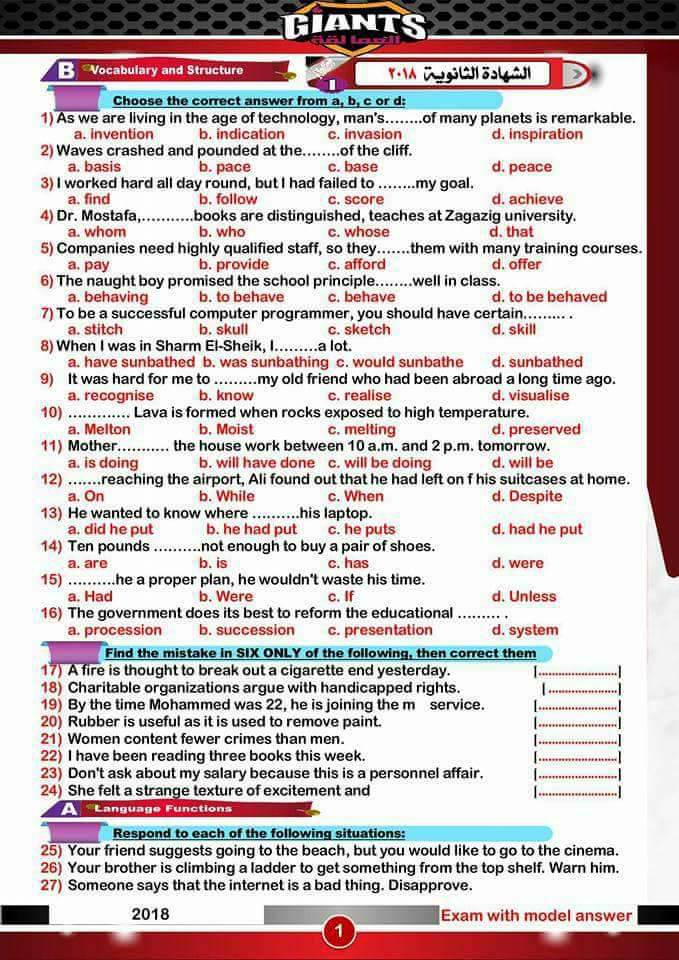 GIANTS
العمالقة
B Vocabulary and Structure
1
الشهادة الثانوية ٢٠١٨
Choose the correct answer from a, b, c or d:
1) As we are living in the age of technology, man's........of many planets is remarkable.
a. invention b. indication c. invasion d. inspiration
2) Waves crashed and pounded at the........of the cliff.
a. basis b. pace c. base d. peace
3) I worked hard all day round, but I had failed to ........my goal.
a. find b. follow c. score d. achieve
4) Dr. Mostafa,...........books are distinguished, teaches at Zagazig university.
a. whom b. who c. whose d. that
5) Companies need highly qualified staff, so they.......them with many training courses.
a. pay b. provide c. afford d. offer
6) The naught boy promised the school principle........well in class.
a. behaving b. to behave c. behave d. to be behaved
7) To be a successful computer programmer, you should have certain......... .
a. stitch b. skull c. sketch d. skill
8) When I was in Sharm El-Sheik, I.........a lot.
a. have sunbathed b. was sunbathing c. would sunbathe d. sunbathed
9) It was hard for me to .........my old friend who had been abroad a long time ago.
a. recognise b. know c. realise d. visualise
10) ............. Lava is formed when rocks exposed to high temperature.
a. Melton b. Moist c. melting d. preserved
11) Mother........... the house work between 10 a.m. and 2 p.m. tomorrow.
a. is doing b. will have done c. will be doing d. will be
12) .......reaching the airport, Ali found out that he had left on f his suitcases at home.
a. On b. While c. When d. Despite
13) He wanted to know where ..........his laptop.
a. did he put b. he had put c. he puts d. had he put
14) Ten pounds ..........not enough to buy a pair of shoes.
a. are b. is c. has d. were
15) ..........he a proper plan, he wouldn't waste his time.
a. Had b. Were c. If d. Unless
16) The government does its best to reform the educational ......... .
a. procession b. succession c. presentation d. system
Find the mistake in SIX ONLY of the following, then correct them
17) A fire is thought to break out a cigarette end yesterday. [......................]
18) Charitable organizations argue with handicapped rights. [....................]
19) By the time Mohammed was 22, he is joining the m service. [......................]
20) Rubber is useful as it is used to remove paint. [......................]
21) Women content fewer crimes than men. [......................]
22) I have been reading three books this week. [......................]
23) Don't ask about my salary because this is a personnel affair. [......................]
24) She felt a strange texture of excitement and [......................]
A Language Functions
Respond to each of the following situations:
25) Your friend suggests going to the beach, but you would like to go to the cinema.
26) Your brother is climbing a ladder to get something from the top shelf. Warn him.
27) Someone says that the internet is a bad thing. Disapprove.
2018
1
Exam with model answer